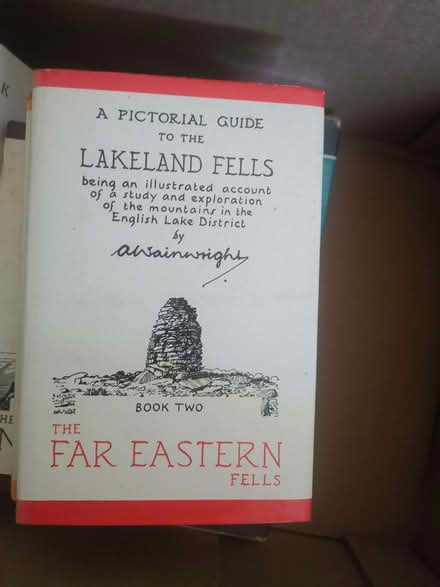 A PICTORIAL GUIDE
TO THE
LAKELAND FELLS
being an illustrated account
of a study and exploration
of the mountains in the
English Lake District
by
AWainwright
BOOK TWO
THE
FAR EASTERN
FELLS
K
HE
N